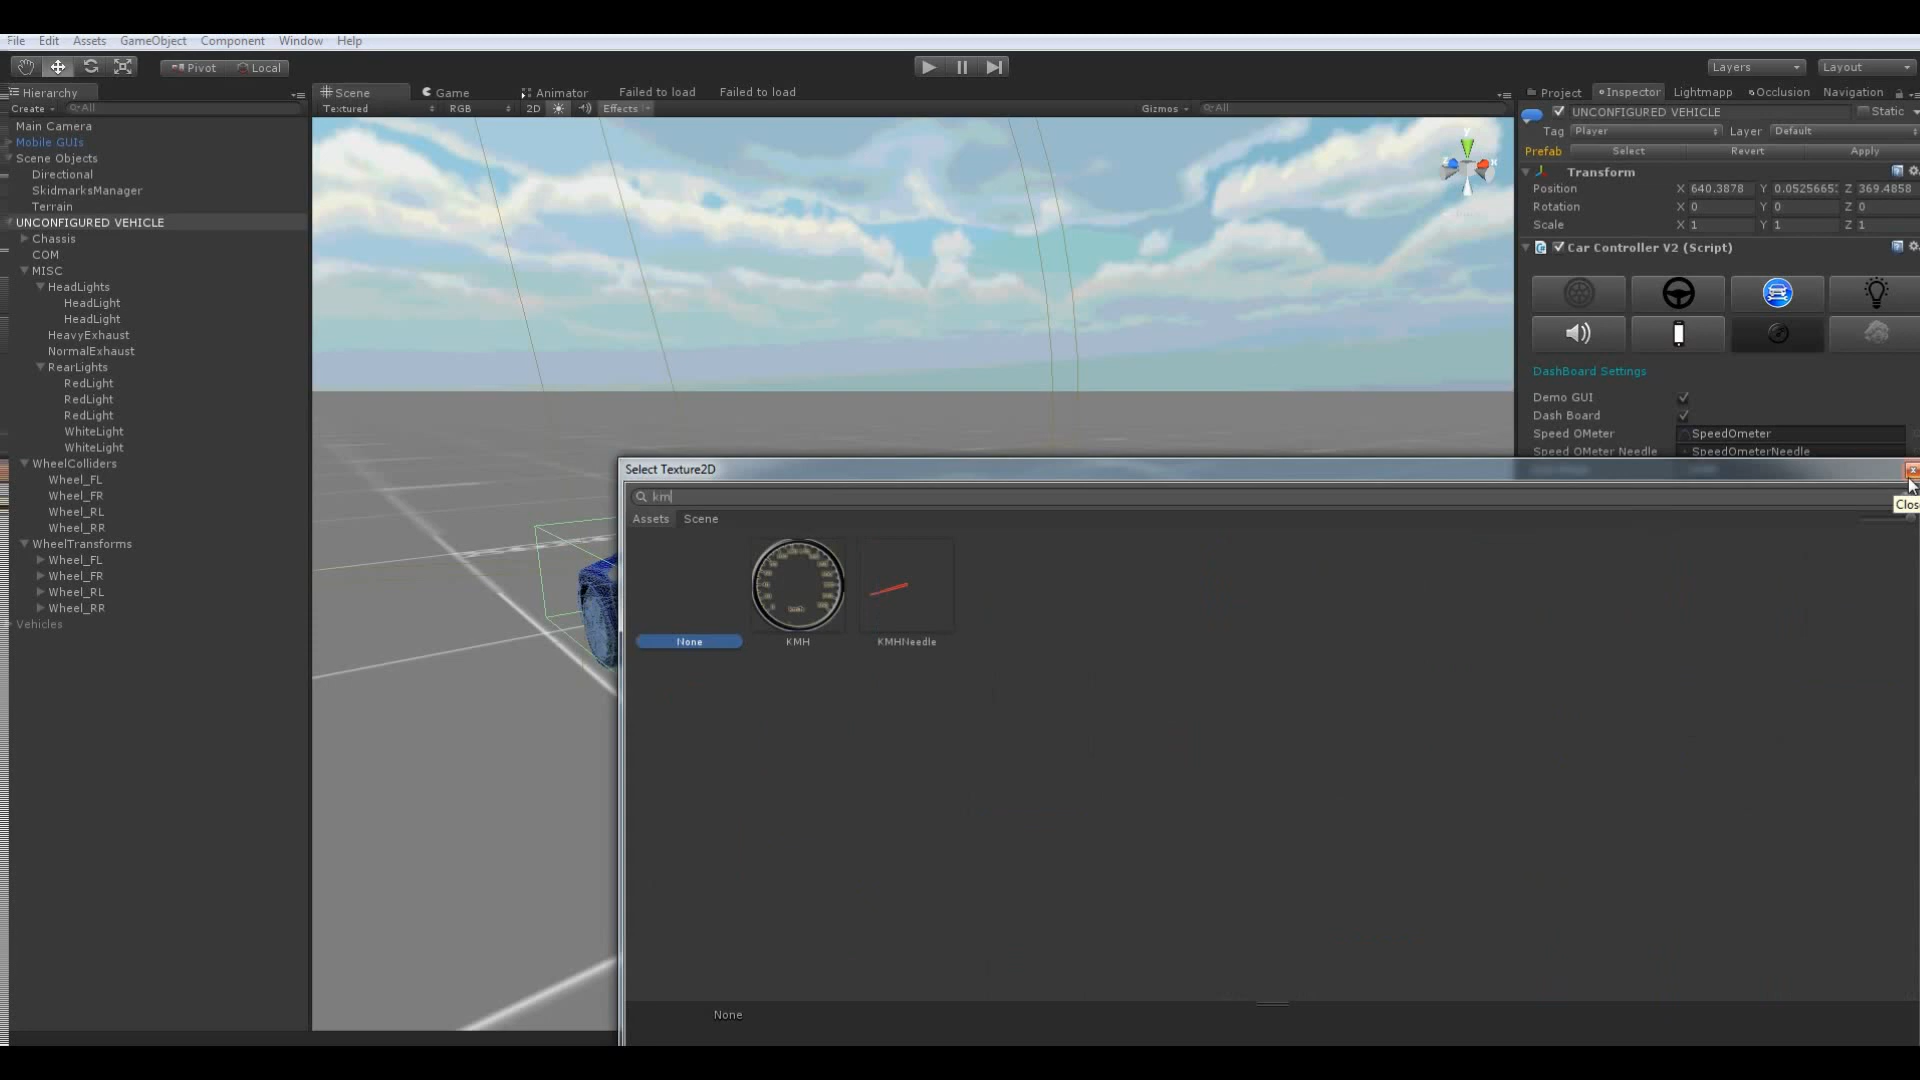 File Edit Assets GameObject Component Window Help
Pivot Local Layers Layout
Hierarchy
Create All
Main Camera
Mobile GUIs
Scene Objects
Directional
SkidmarksManager
Terrain
UNCONFIGURED VEHICLE
Chassis
COM
MISC
HeadLights
HeadLight
HeadLight
HeavyExhaust
NormalExhaust
RearLights
RedLight
RedLight
RedLight
WhiteLight
WhiteLight
WheelColliders
Wheel_FL
Wheel_FR
Wheel_RL
Wheel_RR
WheelTransforms
Wheel_FL
Wheel_FR
Wheel_RL
Wheel_RR
Vehicles
Scene Game Animator Failed to load Failed to load
Textured RGB 2D Effects Gizmos All
y
x
Project Inspector Lightmapp Occlusion Navigation
UNCONFIGURED VEHICLE Static
Tag Player Layer Default
Prefab Select Revert Apply
Transform
Position X 640.3878 Y 0.0525665 Z 369.4858
Rotation X 0 Y 0 Z 0
Scale X 1 Y 1 Z 1
Car Controller V2 (Script)
DashBoard Settings
Demo GUI
Dash Board
Speed OMeter SpeedOmeter
Speed OMeter Needle SpeedOmeterNeedle
Select Texture2D
km
Clos
Assets Scene
km/h
None KMH KMHNeedle
None